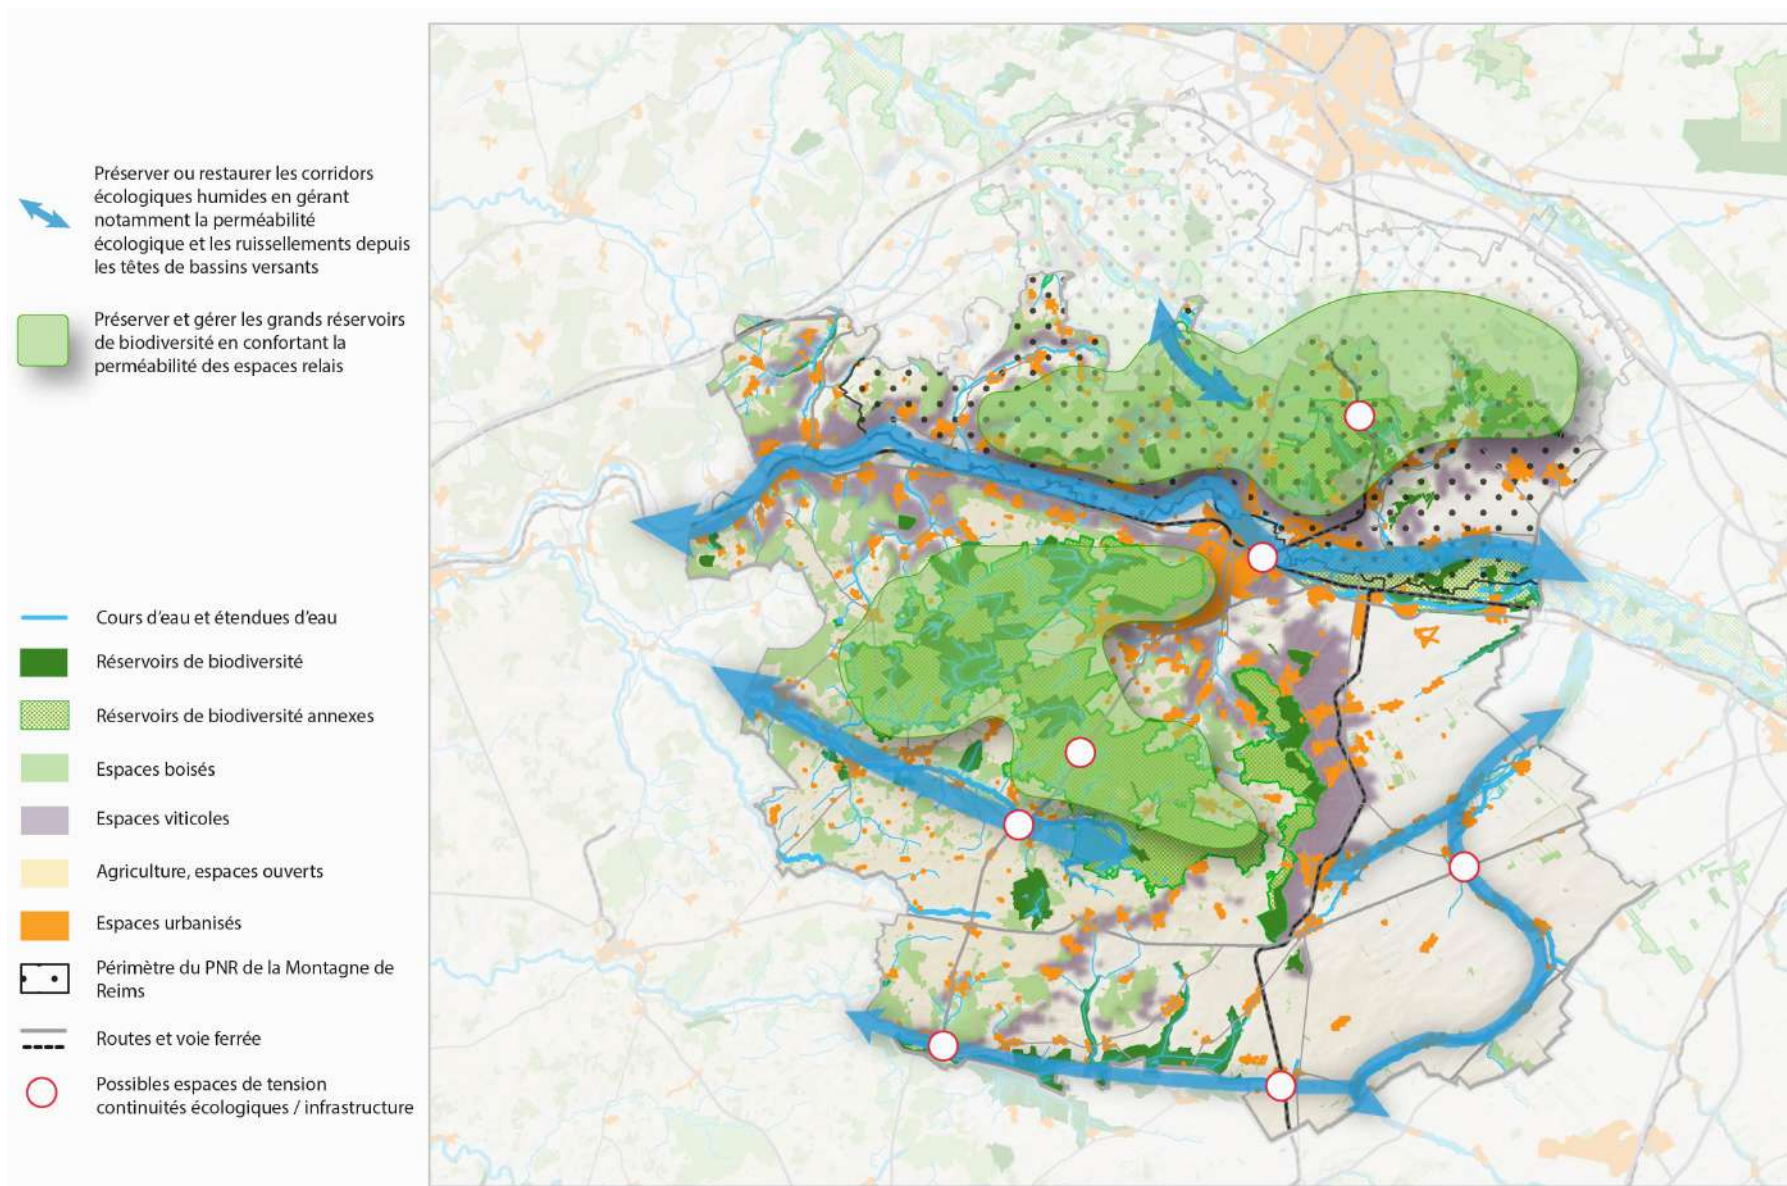 Préserver ou restaurer les corridors
écologiques humides en gérant
notamment la perméabilité
écologique et les ruissellements depuis
les têtes de bassins versants
Préserver et gérer les grands réservoirs
de biodiversité en confortant la
perméabilité des espaces relais
Cours d'eau et étendues d'eau
Réservoirs de biodiversité
Réservoirs de biodiversité annexes
Espaces boisés
Espaces viticoles
Agriculture, espaces ouverts
Espaces urbanisés
Périmètre du PNR de la Montagne de
Reims
Routes et voie ferrée
Possibles espaces de tension
continuités écologiques / infrastructure